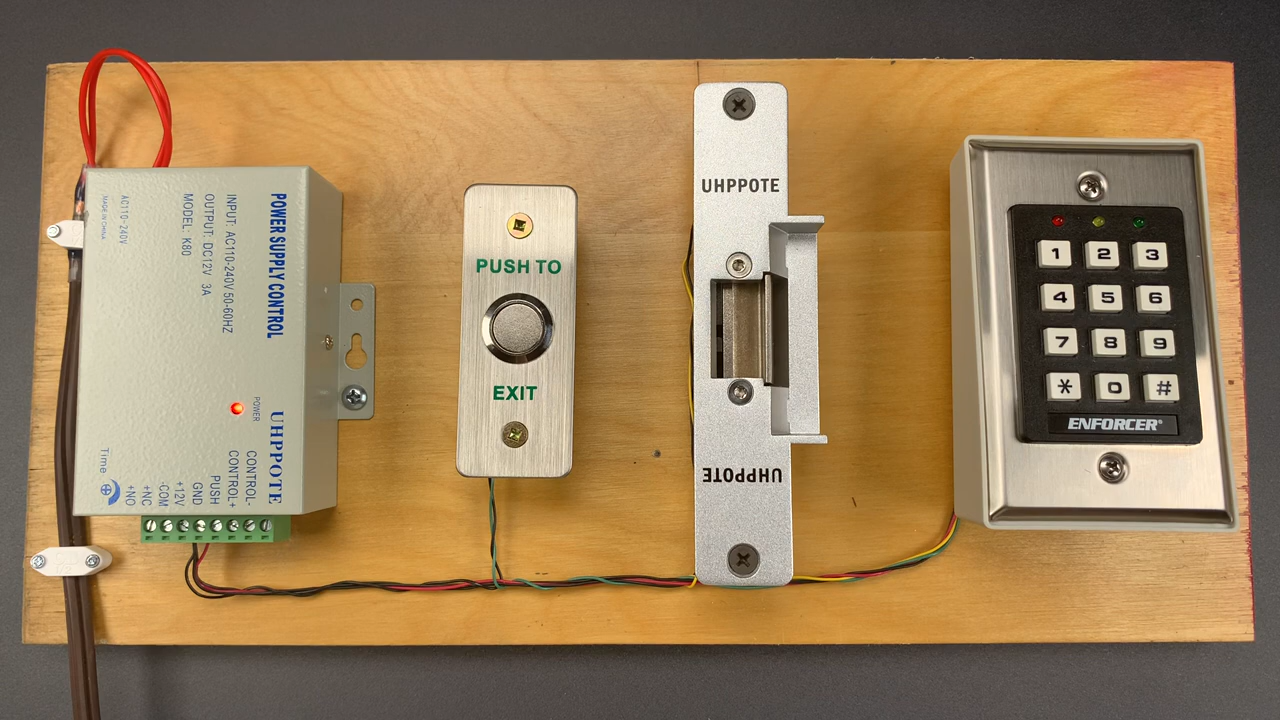 POWER SUPPLY CONTROL
INPUT: AC110-240V 50-60HZ
OUTPUT: DC12V 3A
MODEL: K80
AC110-240V
MADE IN CHINA
POWER
UHPPOTE
CONTROL-
CONTROL+
PUSH
GND
+12V
-COM
+NC
+NO
Time
PUSH TO
EXIT
UHPPOTE
UHPPOTE
1 2 3
4 5 6
7 8 9
* 0 #
ENFORCER®